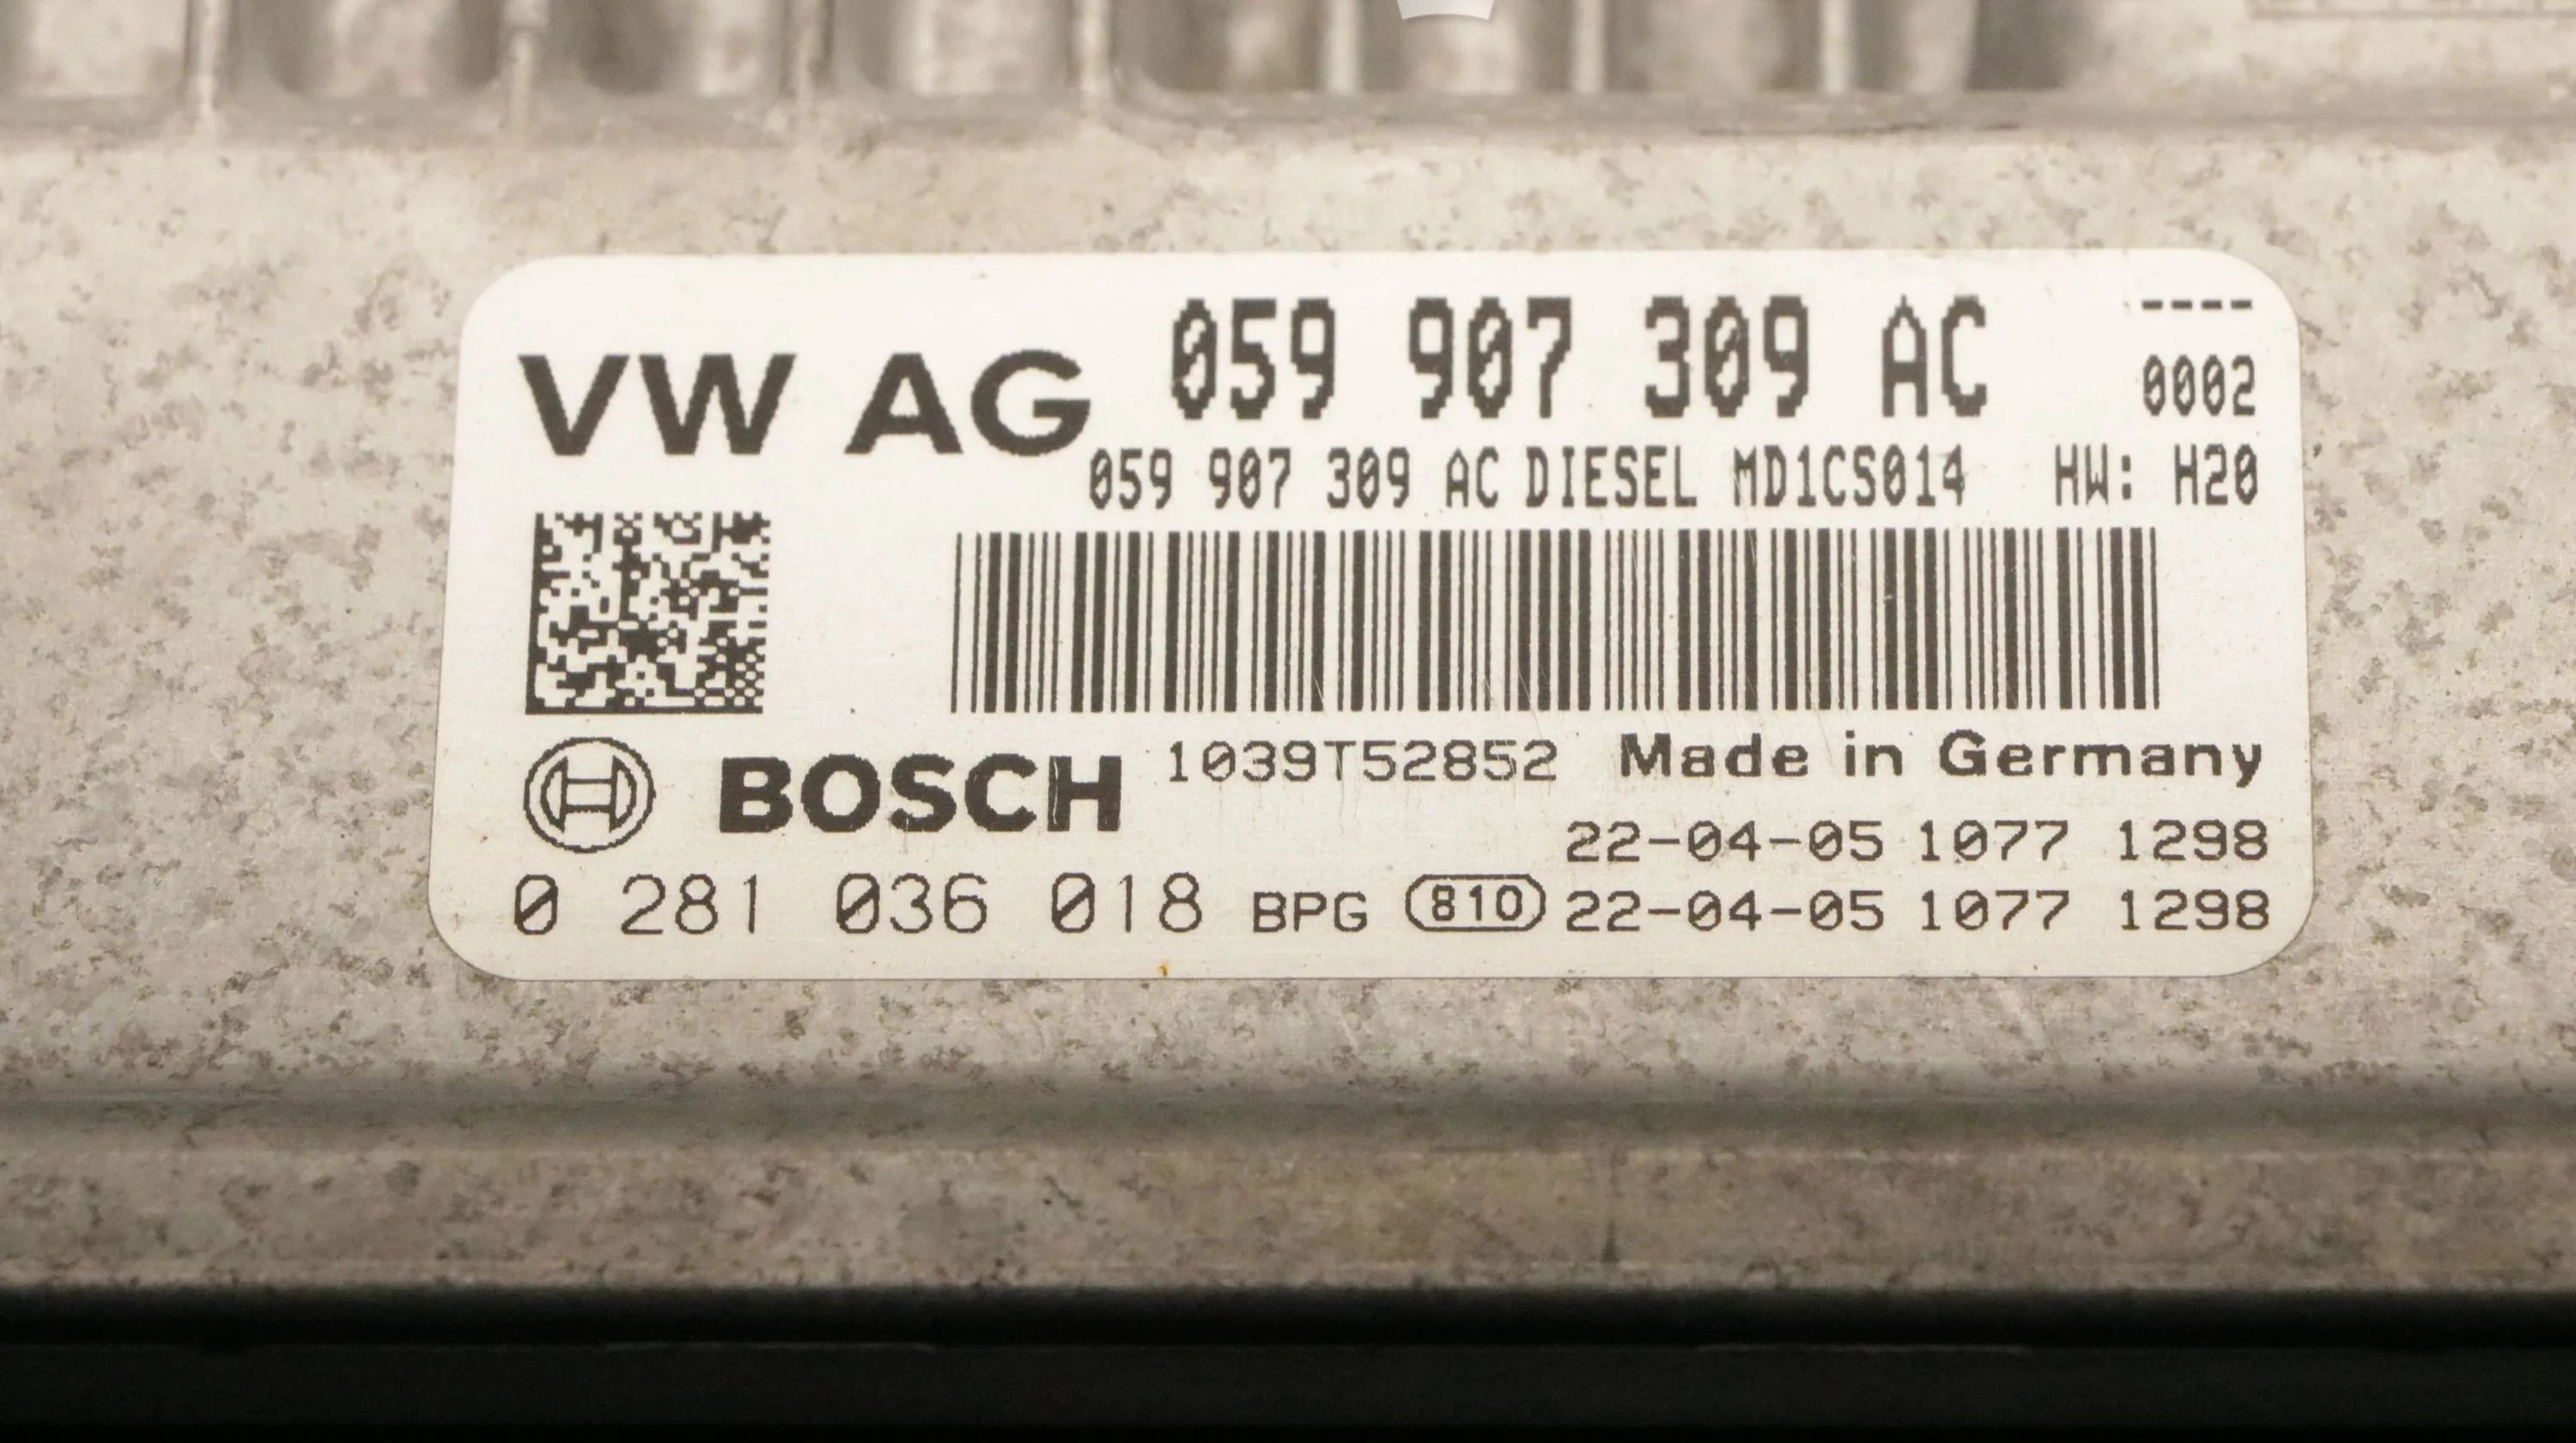 VW AG 059 907 309 AC ----
0002
059 907 309 AC DIESEL MD1CS014 HW: H20
BOSCH 1039T52852 Made in Germany
22-04-05 1077 1298
0 281 036 018 BPG 810 22-04-05 1077 1298